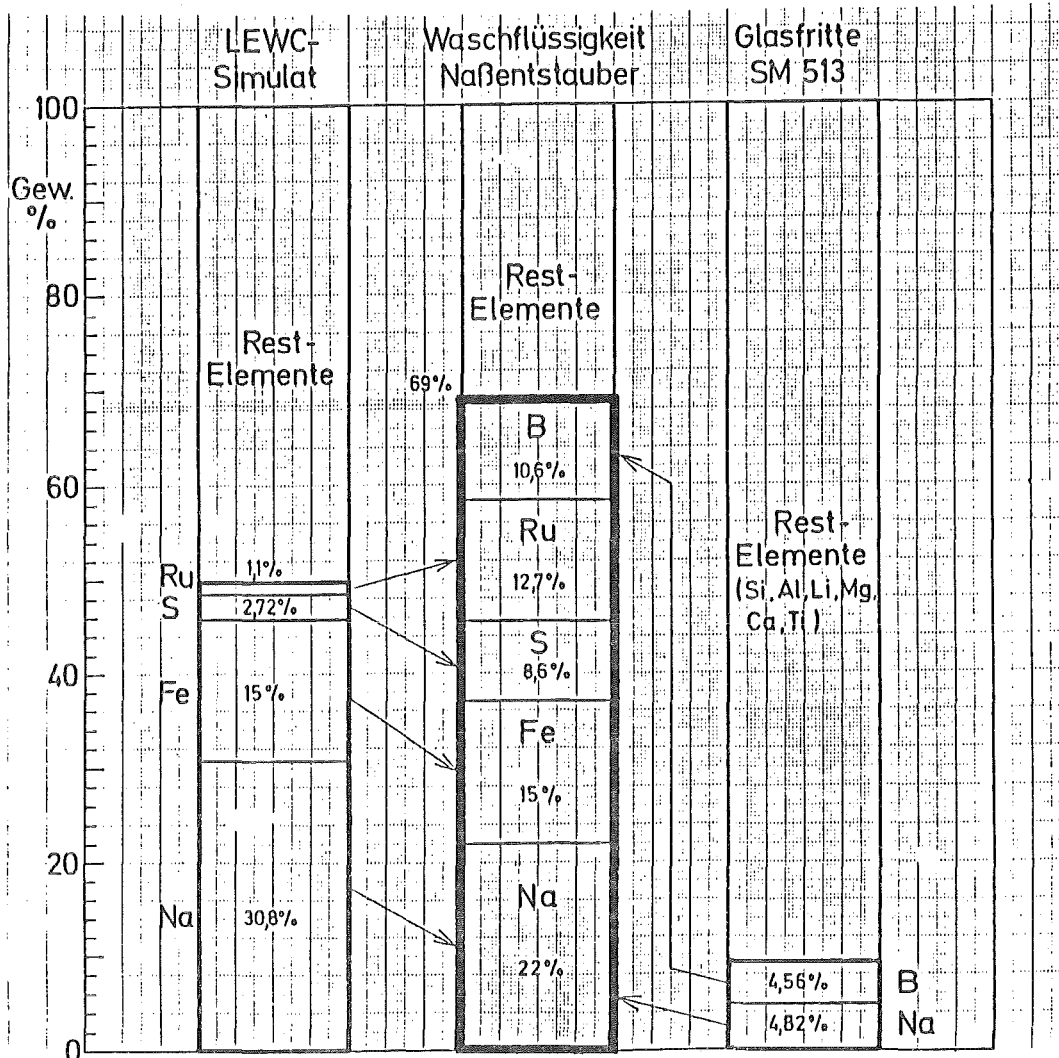 LEWC-
Simulat
Waschflüssigkeit
Naßentstauber
Glasfritte
SM 513
100
Gew.
%
80
60
40
20
0
Rest-
Elemente
Ru
1,1%
S
2,72%
Fe
15%
Na
30,8%
Rest-
Elemente
69%
B
10,6%
Ru
12,7%
S
8,6%
Fe
15%
Na
22%
Rest-
Elemente
(Si, Al, Li, Mg,
Ca, Ti)
4,56%
B
4,82%
Na